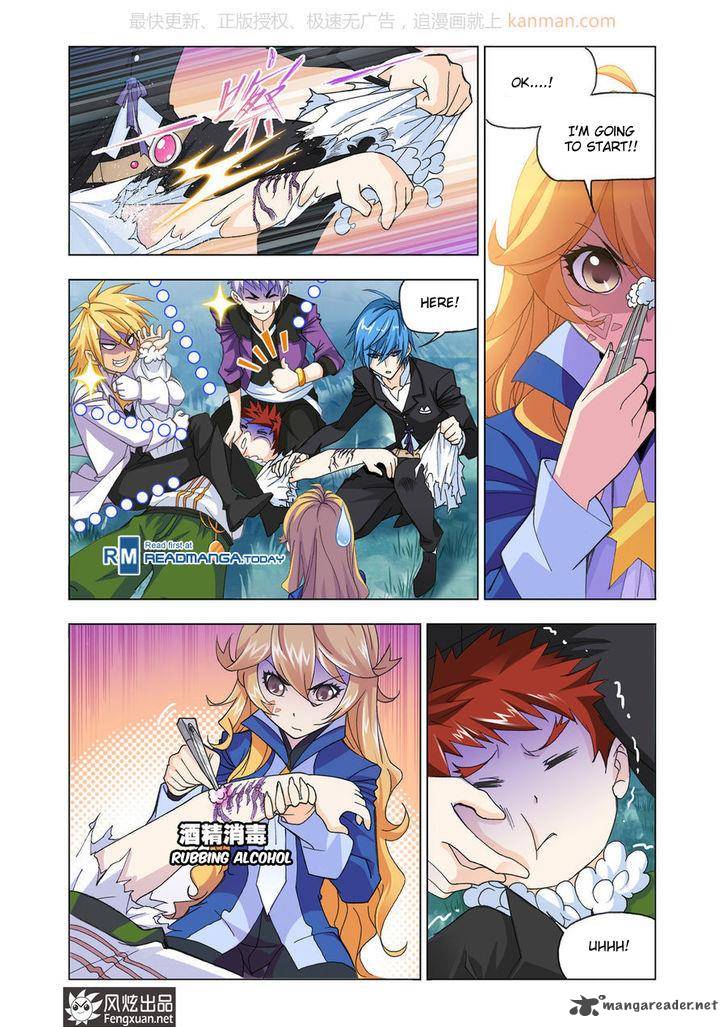 最快更新、正版授权、极速无广告，追漫画就上 kanman.com
OK....!
I'M GOING
TO START!!
HERE!
RM Read first at
READMANGA.TODAY
酒精消毒
RUBBING ALCOHOL
UHHH!
风炫出品
Fengxuan.net
mangareader.net